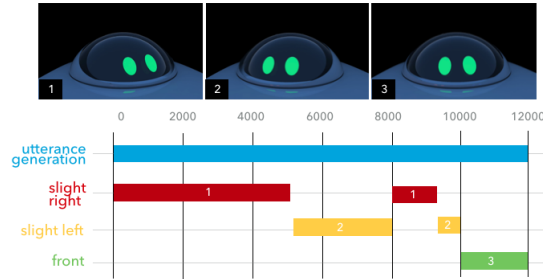 1 2 3
0 2000 4000 6000 8000 10000 12000
utterance
generation
slight
right 1 1
slight left 2 2
front 3